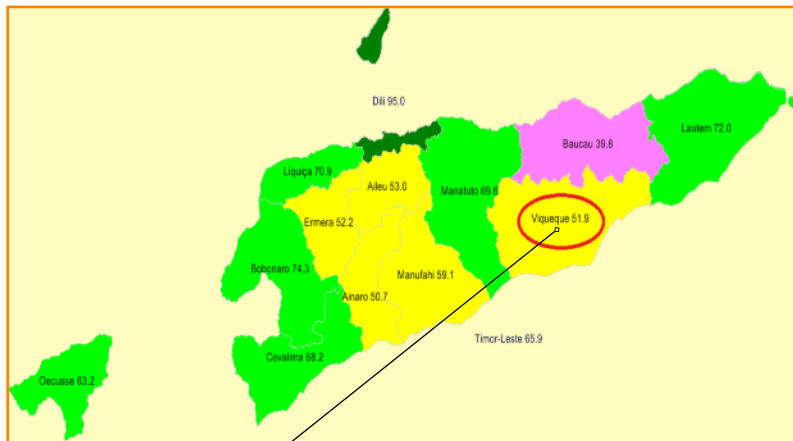 Dili 95.0
Lautem 72.0
Baucau 39.8
Liquiça 70.9
Aileu 53.0
Manatuto 69.6
Ermera 52.2
Viqueque 51.9
Bobonaro 74.3
Manufahi 59.1
Ainaro 50.7
Timor-Leste 65.9
Covalima 68.2
Oecusse 63.2